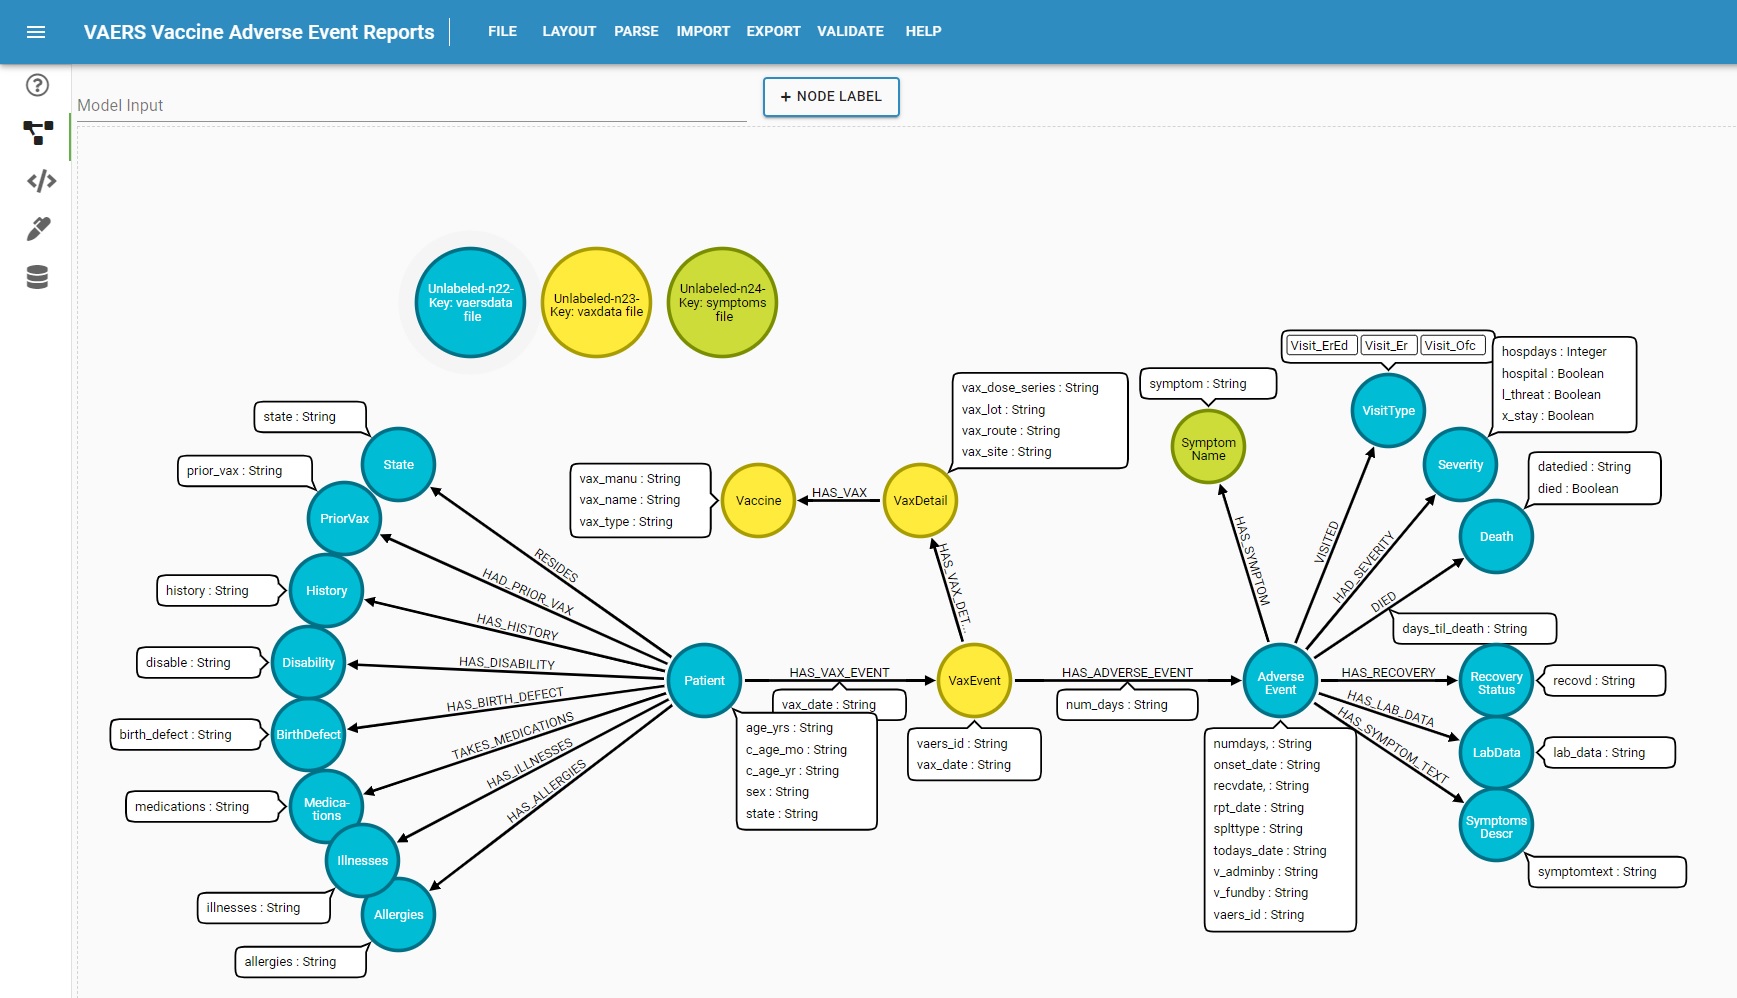 VAERS Vaccine Adverse Event Reports
FILE LAYOUT PARSE IMPORT EXPORT VALIDATE HELP
Model Input
+ NODE LABEL
Unlabeled-n22-
Key: vaersdata
file
Unlabeled-n23-
Key: vaxdata file
Unlabeled-n24-
Key: symptoms
file
state : String
State
prior_vax : String
PriorVax
history : String
History
disable : String
Disability
birth_defect : String
BirthDefect
medications : String
Medica-
tions
Illnesses
illnesses : String
Allergies
allergies : String
RESIDES
HAD_PRIOR_VAX
HAS_HISTORY
HAS_DISABILITY
HAS_BIRTH_DEFECT
TAKES_MEDICATIONS
HAS_ILLNESSES
HAS_ALLERGIES
Patient
age_yrs : String
c_age_mo : String
c_age_yr : String
sex : String
state : String
HAS_VAX_EVENT
vax_date : String
VaxEvent
vaers_id : String
vax_date : String
HAS_VAX_DET...
VaxDetail
vax_dose_series : String
vax_lot : String
vax_route : String
vax_site : String
HAS_VAX
Vaccine
vax_manu : String
vax_name : String
vax_type : String
HAS_ADVERSE_EVENT
num_days : String
Adverse
Event
numdays, : String
onset_date : String
recvdate, : String
rpt_date : String
splttype : String
todays_date : String
v_adminby : String
v_fundby : String
vaers_id : String
HAS_SYMPTOM
symptom : String
Symptom
Name
VISITED
Visit_ErEd Visit_Er Visit_Ofc
VisitType
HAD_SEVERITY
hospdays : Integer
hospital : Boolean
l_threat : Boolean
x_stay : Boolean
Severity
DIED
days_til_death : String
datedied : String
died : Boolean
Death
HAS_RECOVERY
Recovery
Status
recovd : String
HAS_LAB_DATA
LabData
lab_data : String
HAS_SYMPTOM_TEXT
Symptoms
Descr
symptomtext : String